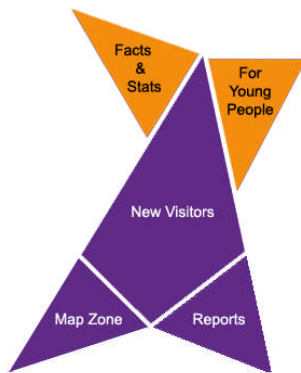 Facts
&
Stats
For
Young
People
New Visitors
Map Zone
Reports